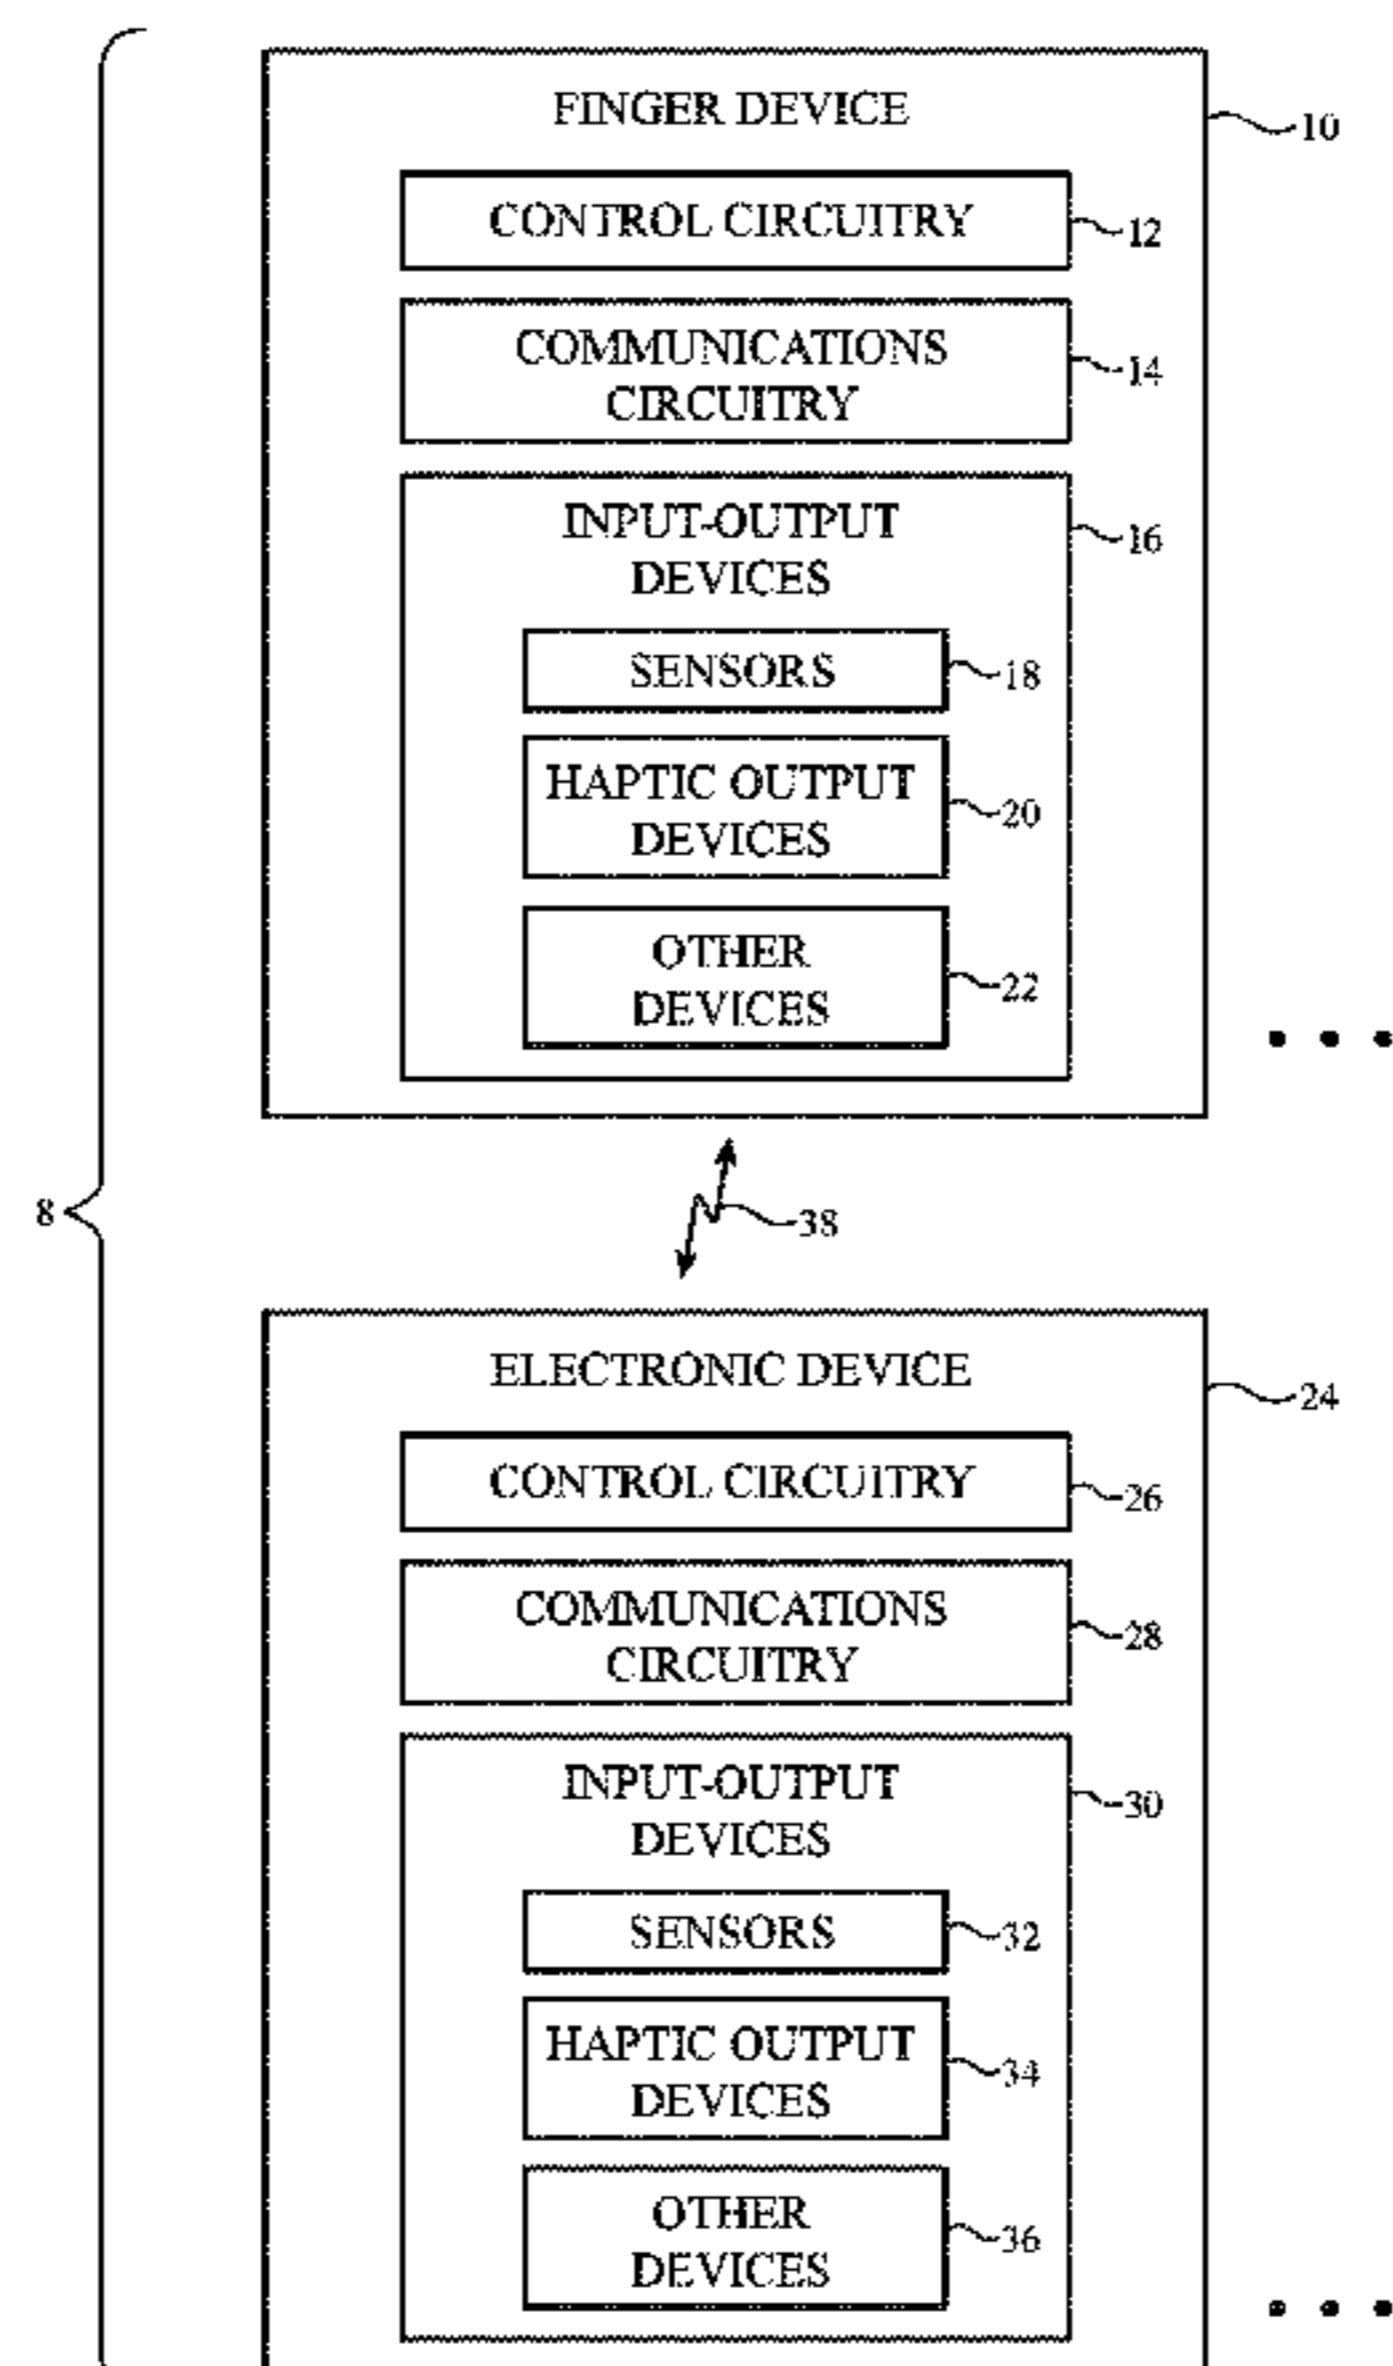 FINGER DEVICE
10
CONTROL CIRCUITRY
12
COMMUNICATIONS
CIRCUITRY
14
INPUT-OUTPUT
DEVICES
16
SENSORS
18
HAPTIC OUTPUT
DEVICES
20
OTHER
DEVICES
22
8
38
ELECTRONIC DEVICE
24
CONTROL CIRCUITRY
26
COMMUNICATIONS
CIRCUITRY
28
INPUT-OUTPUT
DEVICES
30
SENSORS
32
HAPTIC OUTPUT
DEVICES
34
OTHER
DEVICES
36